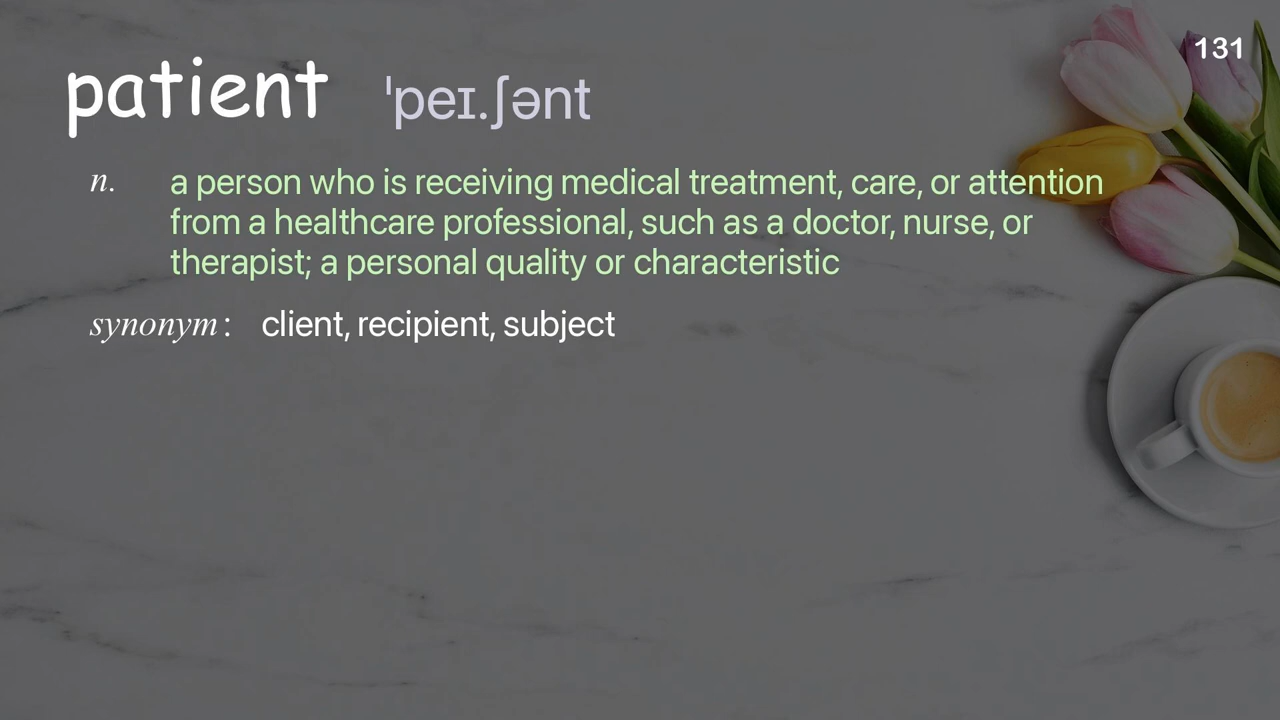 131
patient ˈpeɪ.ʃənt
n. a person who is receiving medical treatment, care, or attention
from a healthcare professional, such as a doctor, nurse, or
therapist; a personal quality or characteristic
synonym: client, recipient, subject